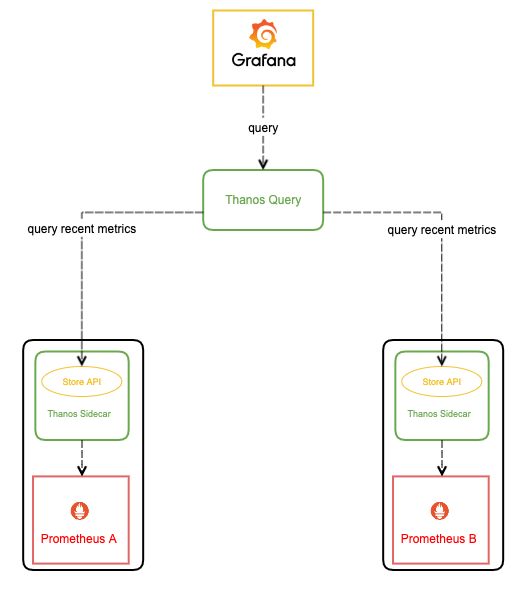 Grafana
query
Thanos Query
query recent metrics
query recent metrics
Store API
Thanos Sidecar
Prometheus A
Store API
Thanos Sidecar
Prometheus B